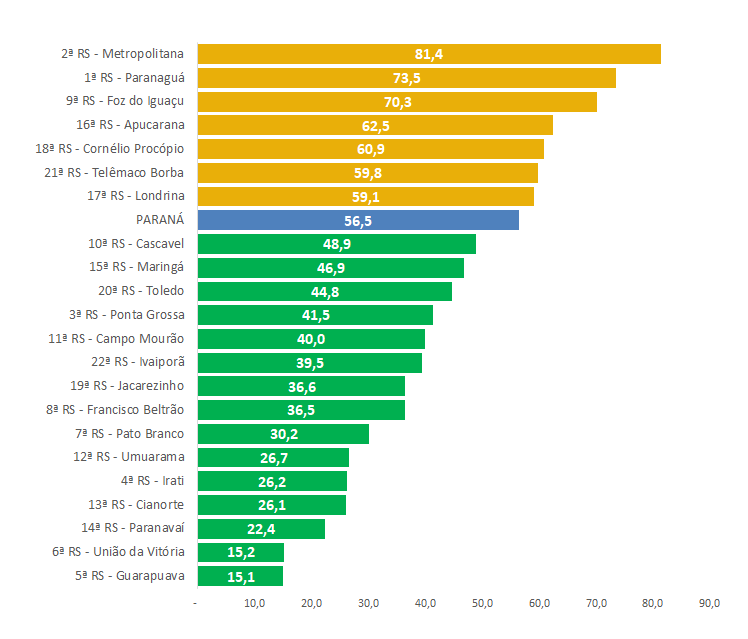 2ª RS - Metropolitana 81,4
1ª RS - Paranaguá 73,5
9ª RS - Foz do Iguaçu 70,3
16ª RS - Apucarana 62,5
18ª RS - Cornélio Procópio 60,9
21ª RS - Telêmaco Borba 59,8
17ª RS - Londrina 59,1
PARANÁ 56,5
10ª RS - Cascavel 48,9
15ª RS - Maringá 46,9
20ª RS - Toledo 44,8
3ª RS - Ponta Grossa 41,5
11ª RS - Campo Mourão 40,0
22ª RS - Ivaiporã 39,5
19ª RS - Jacarezinho 36,6
8ª RS - Francisco Beltrão 36,5
7ª RS - Pato Branco 30,2
12ª RS - Umuarama 26,7
4ª RS - Irati 26,2
13ª RS - Cianorte 26,1
14ª RS - Paranavaí 22,4
6ª RS - União da Vitória 15,2
5ª RS - Guarapuava 15,1
- 10,0 20,0 30,0 40,0 50,0 60,0 70,0 80,0 90,0